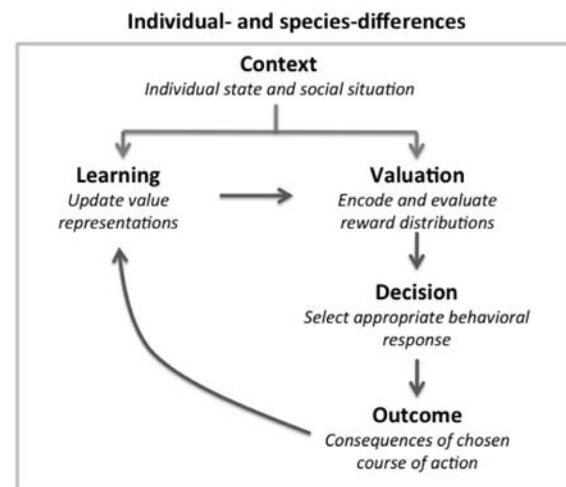 Individual- and species-differences
Context
Individual state and social situation
Learning
Update value
representations
Valuation
Encode and evaluate
reward distributions
Decision
Select appropriate behavioral
response
Outcome
Consequences of chosen
course of action